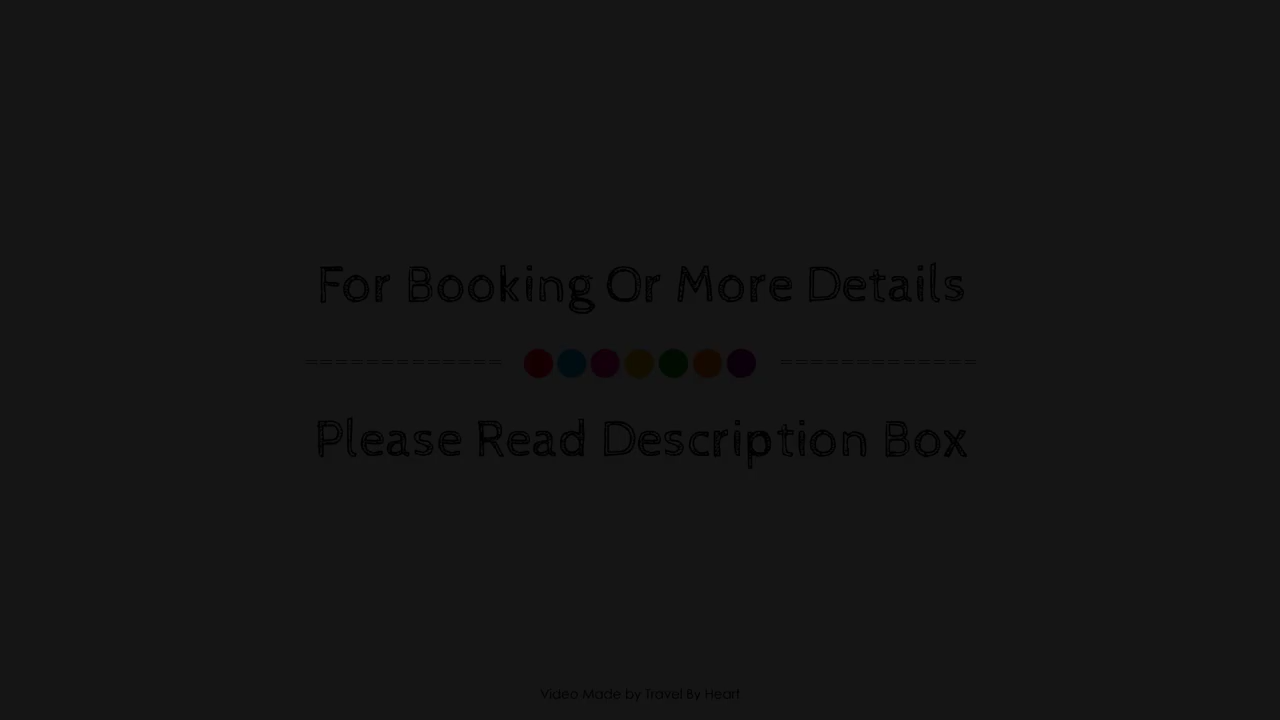 For Booking Or More Details
============= =============
Please Read Description Box
Video Made by Travel By Heart